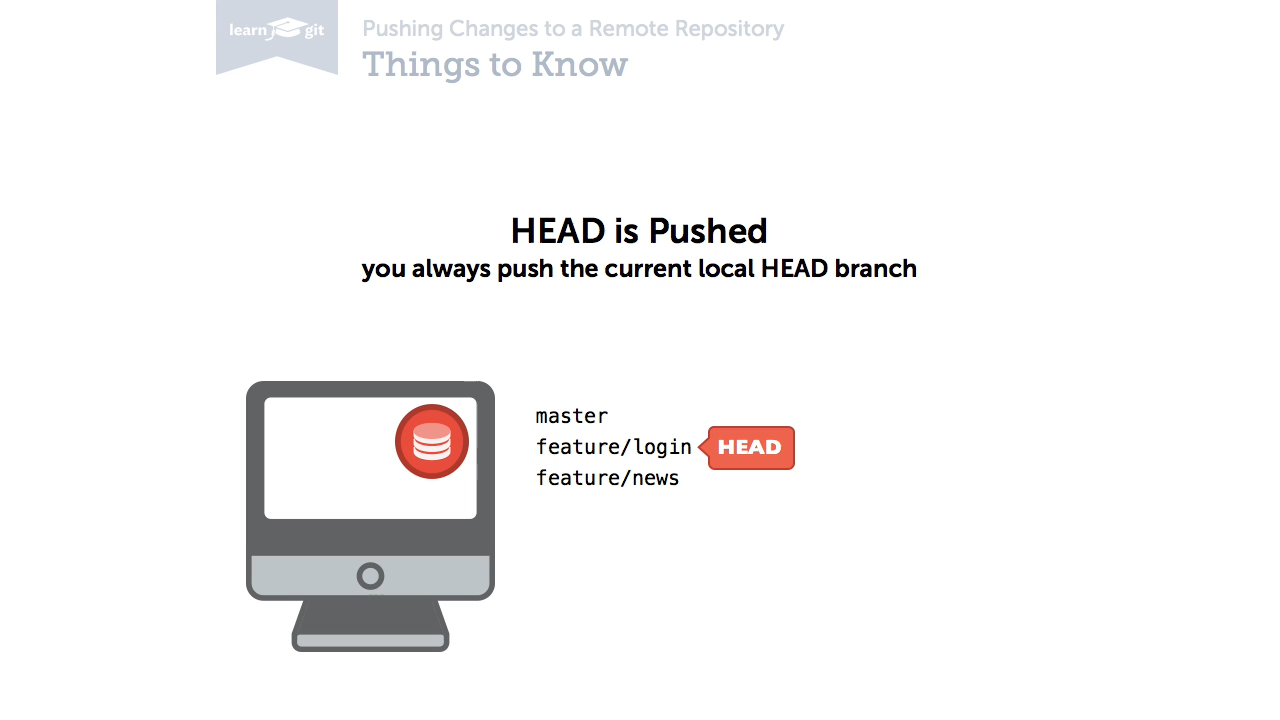 learn git
Pushing Changes to a Remote Repository
Things to Know
HEAD is Pushed
you always push the current local HEAD branch
master
feature/login
HEAD
feature/news